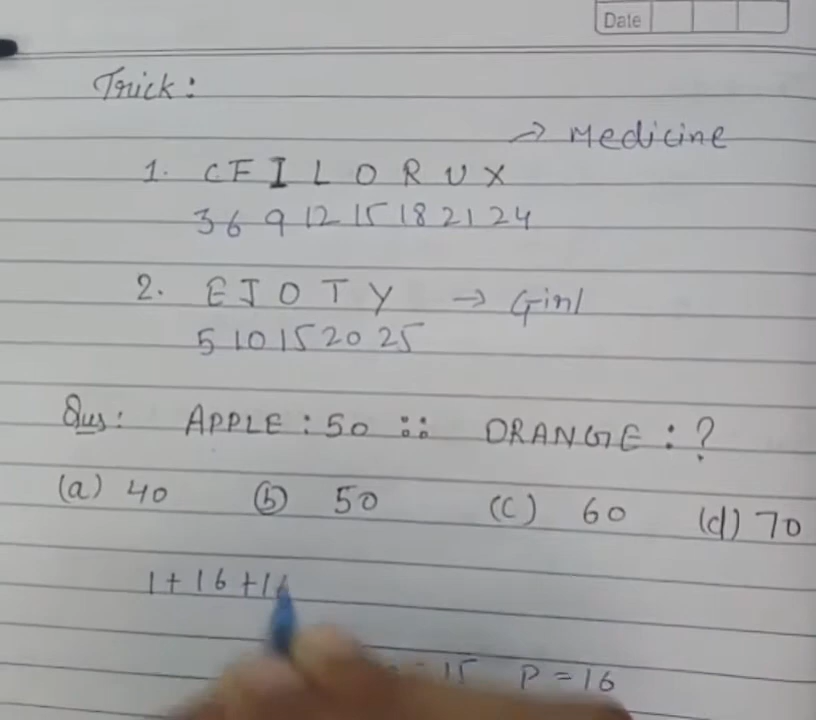 Date
Trick:
→ Medicine
1. C F I L O R U X
3 6 9 12 15 18 21 24
2. E J O T Y → Girl
5 10 15 20 25
Qus: APPLE : 50 :: ORANGE : ?
(a) 40 (b) 50 (c) 60 (d) 70
1 + 16 + 16
= 15 P = 16